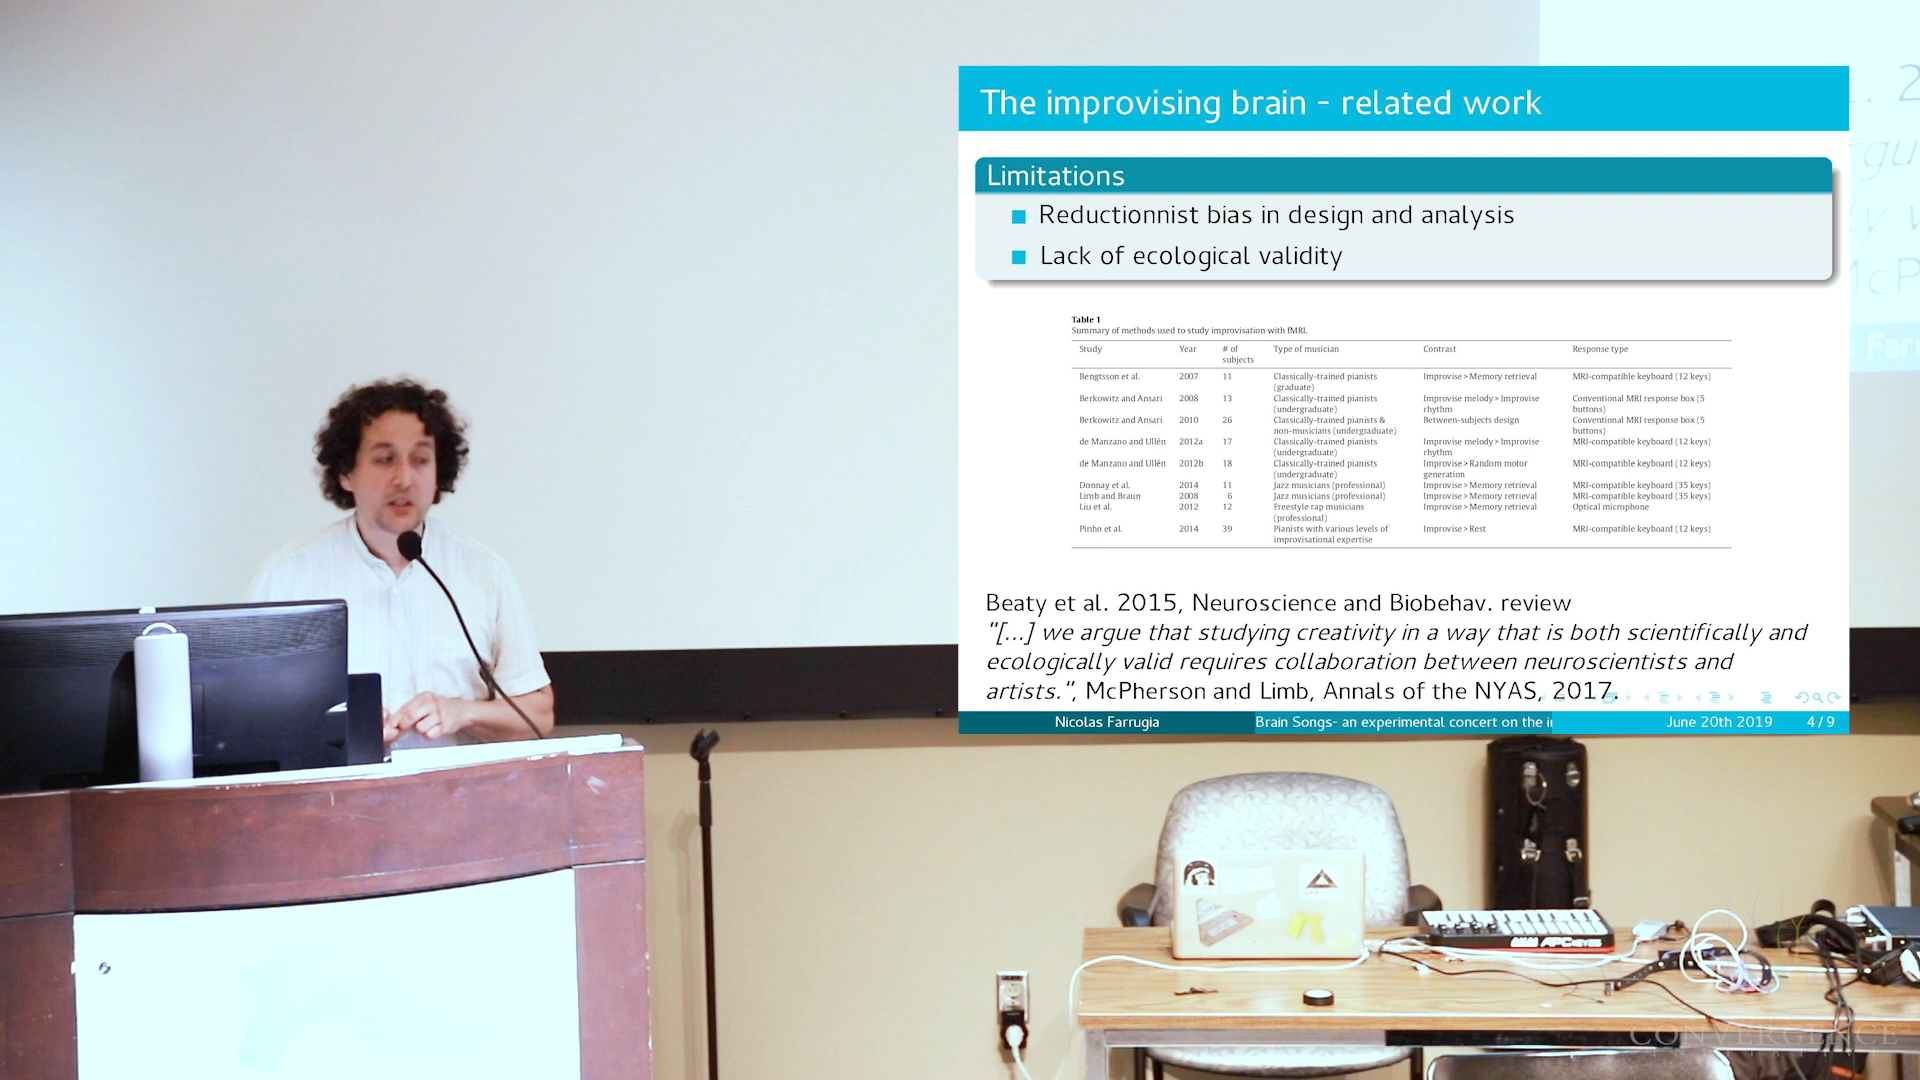 The improvising brain - related work
Limitations
Reductionnist bias in design and analysis
Lack of ecological validity
Table 1
Summary of methods used to study improvisation with fMRI.
Study Year # of subjects Type of musician Contrast Response type
Bengtsson et al. 2007 11 Classically-trained pianists (graduate) Improvise > Memory retrieval MRI-compatible keyboard (12 keys)
Berkowitz and Ansari 2008 13 Classically-trained pianists (undergraduate) Improvise melody > Improvise rhythm Conventional MRI response box (5 buttons)
Berkowitz and Ansari 2010 26 Classically-trained pianists & non-musicians (undergraduate) Between-subjects design Conventional MRI response box (5 buttons)
de Manzano and Ullén 2012a 17 Classically-trained pianists (undergraduate) Improvise melody > Improvise rhythm MRI-compatible keyboard (12 keys)
de Manzano and Ullén 2012b 18 Classically-trained pianists (undergraduate) Improvise > Random motor generation MRI-compatible keyboard (12 keys)
Donnay et al. 2014 11 Jazz musicians (professional) Improvise > Memory retrieval MRI-compatible keyboard (35 keys)
Limb and Braun 2008 6 Jazz musicians (professional) Improvise > Memory retrieval MRI-compatible keyboard (35 keys)
Liu et al. 2012 12 Freestyle rap musicians (professional) Improvise > Memory retrieval Optical microphone
Pinho et al. 2014 39 Pianists with various levels of improvisational expertise Improvise > Rest MRI-compatible keyboard (12 keys)
Beaty et al. 2015, Neuroscience and Biobehav. review
"[...] we argue that studying creativity in a way that is both scientifically and
ecologically valid requires collaboration between neuroscientists and
artists.", McPherson and Limb, Annals of the NYAS, 2017.
Nicolas Farrugia Brain Songs- an experimental concert on the i June 20th 2019 4 / 9
AKAI APC KEY25
CONVERGENCE